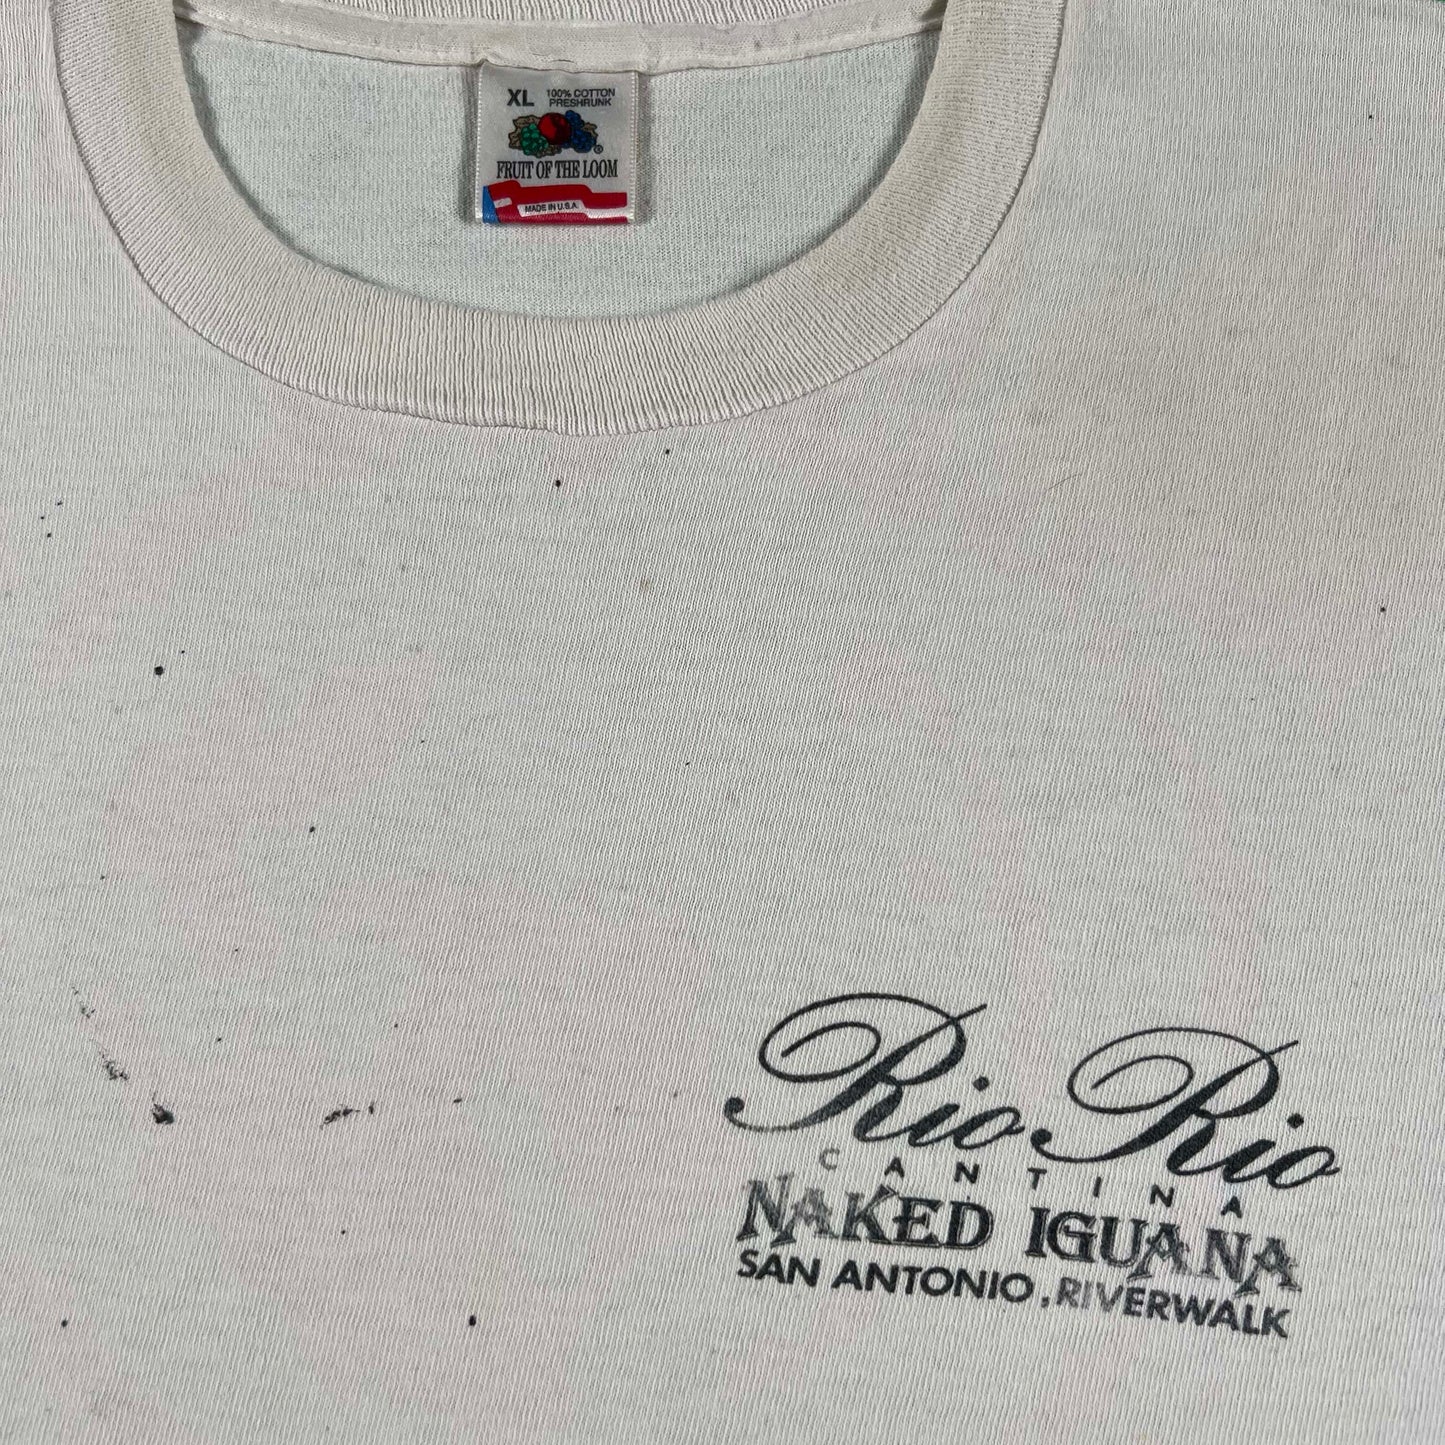 XL 100% COTTON
PRESHRUNK
®
FRUIT OF THE LOOM
MADE IN U.S.A.
Rio Rio
CANTINA
NAKED IGUANA
SAN ANTONIO, RIVERWALK